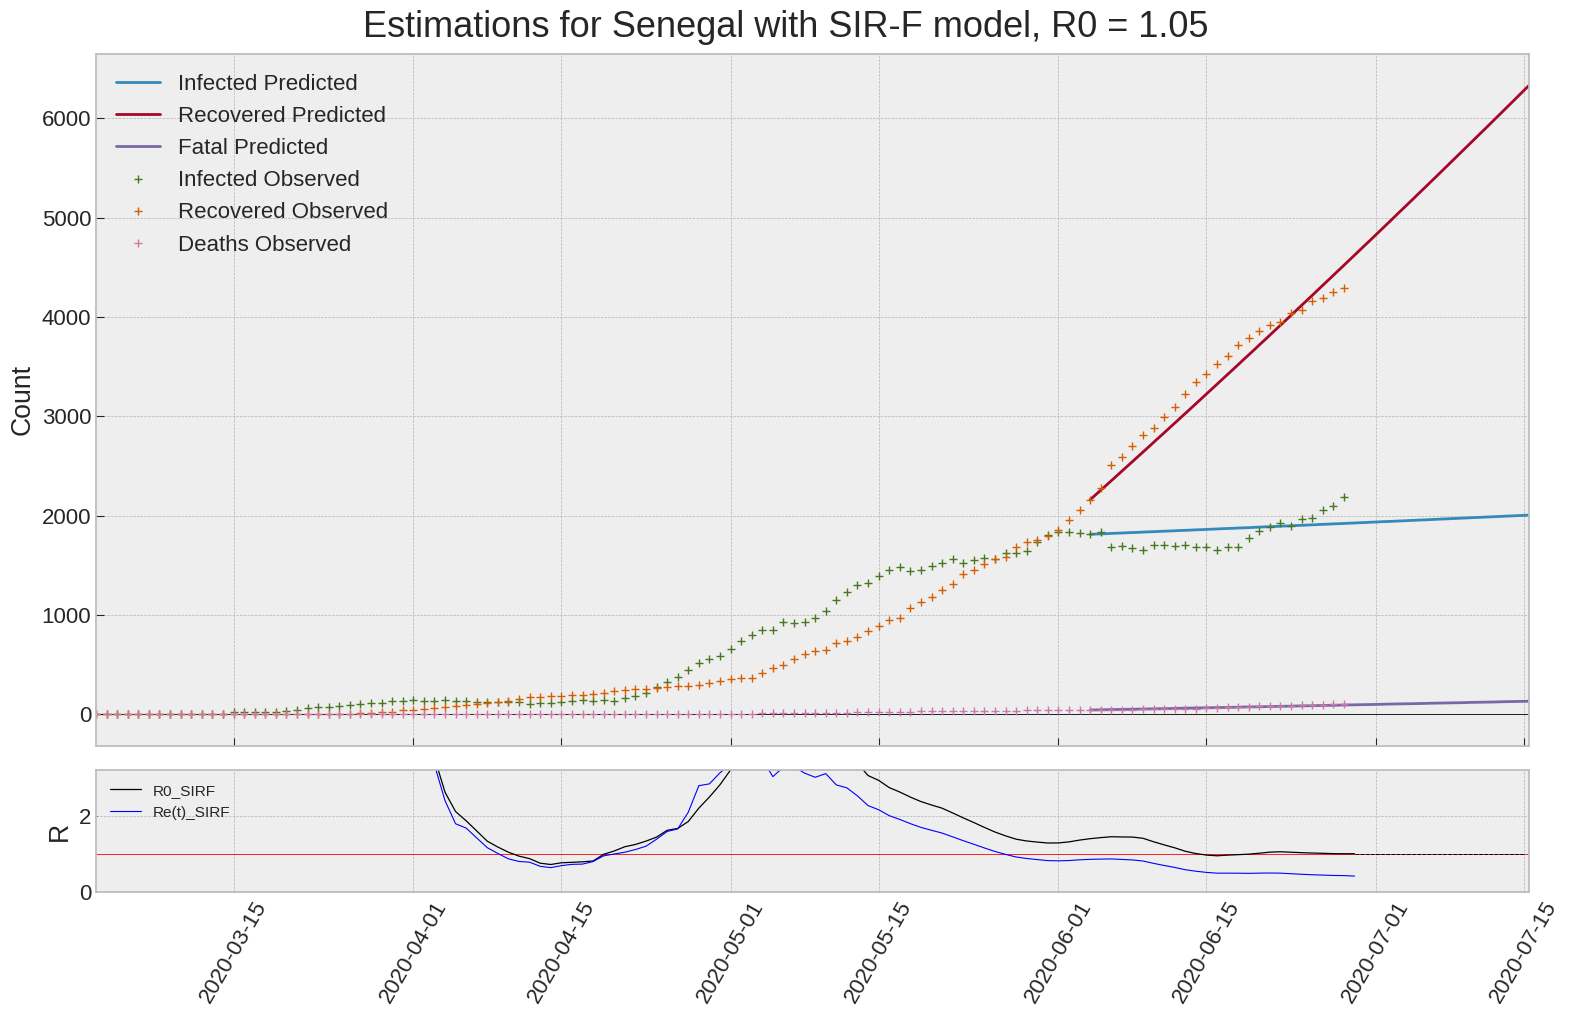 Estimations for Senegal with SIR-F model, R0 = 1.05
Infected Predicted
Recovered Predicted
Fatal Predicted
Infected Observed
Recovered Observed
Deaths Observed
6000
5000
4000
3000
2000
1000
0
Count
R0_SIRF
Re(t)_SIRF
2
0
R
2020-03-15
2020-04-01
2020-04-15
2020-05-01
2020-05-15
2020-06-01
2020-06-15
2020-07-01
2020-07-15